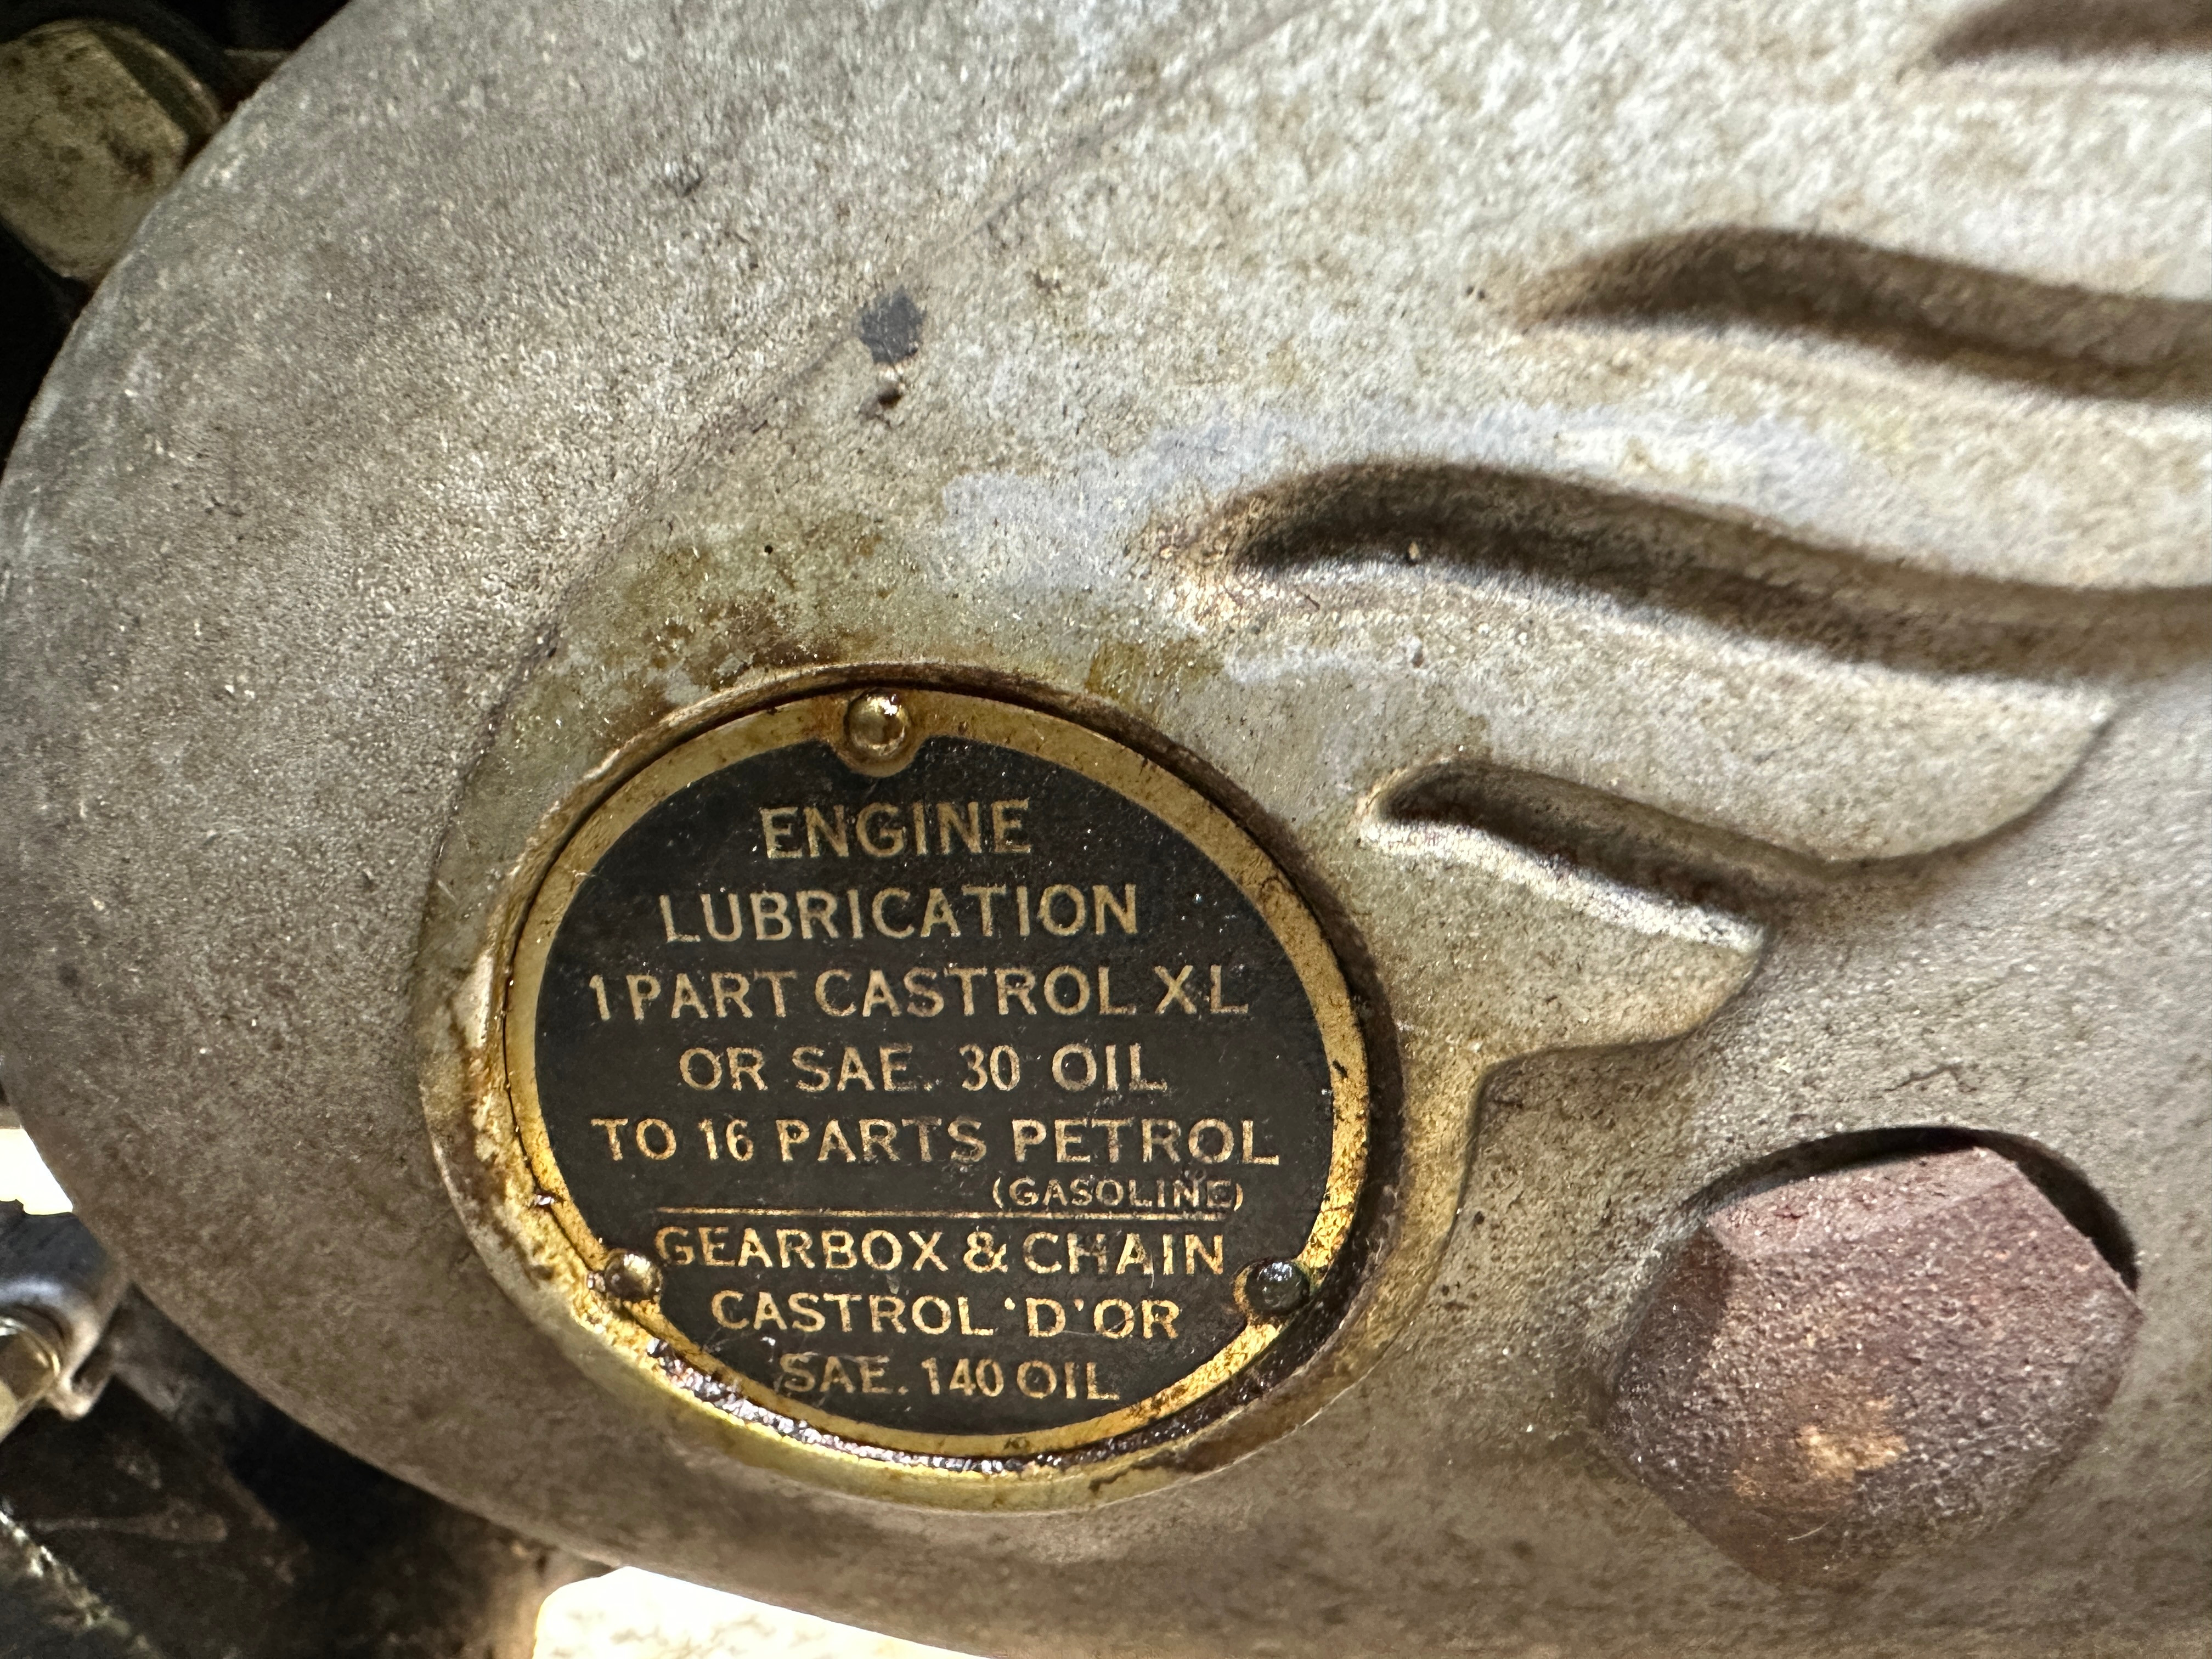 ENGINE
LUBRICATION
1 PART CASTROL XL
OR SAE. 30 OIL
TO 16 PARTS PETROL
(GASOLINE)
GEARBOX & CHAIN
CASTROL 'D' OR
SAE. 140 OIL